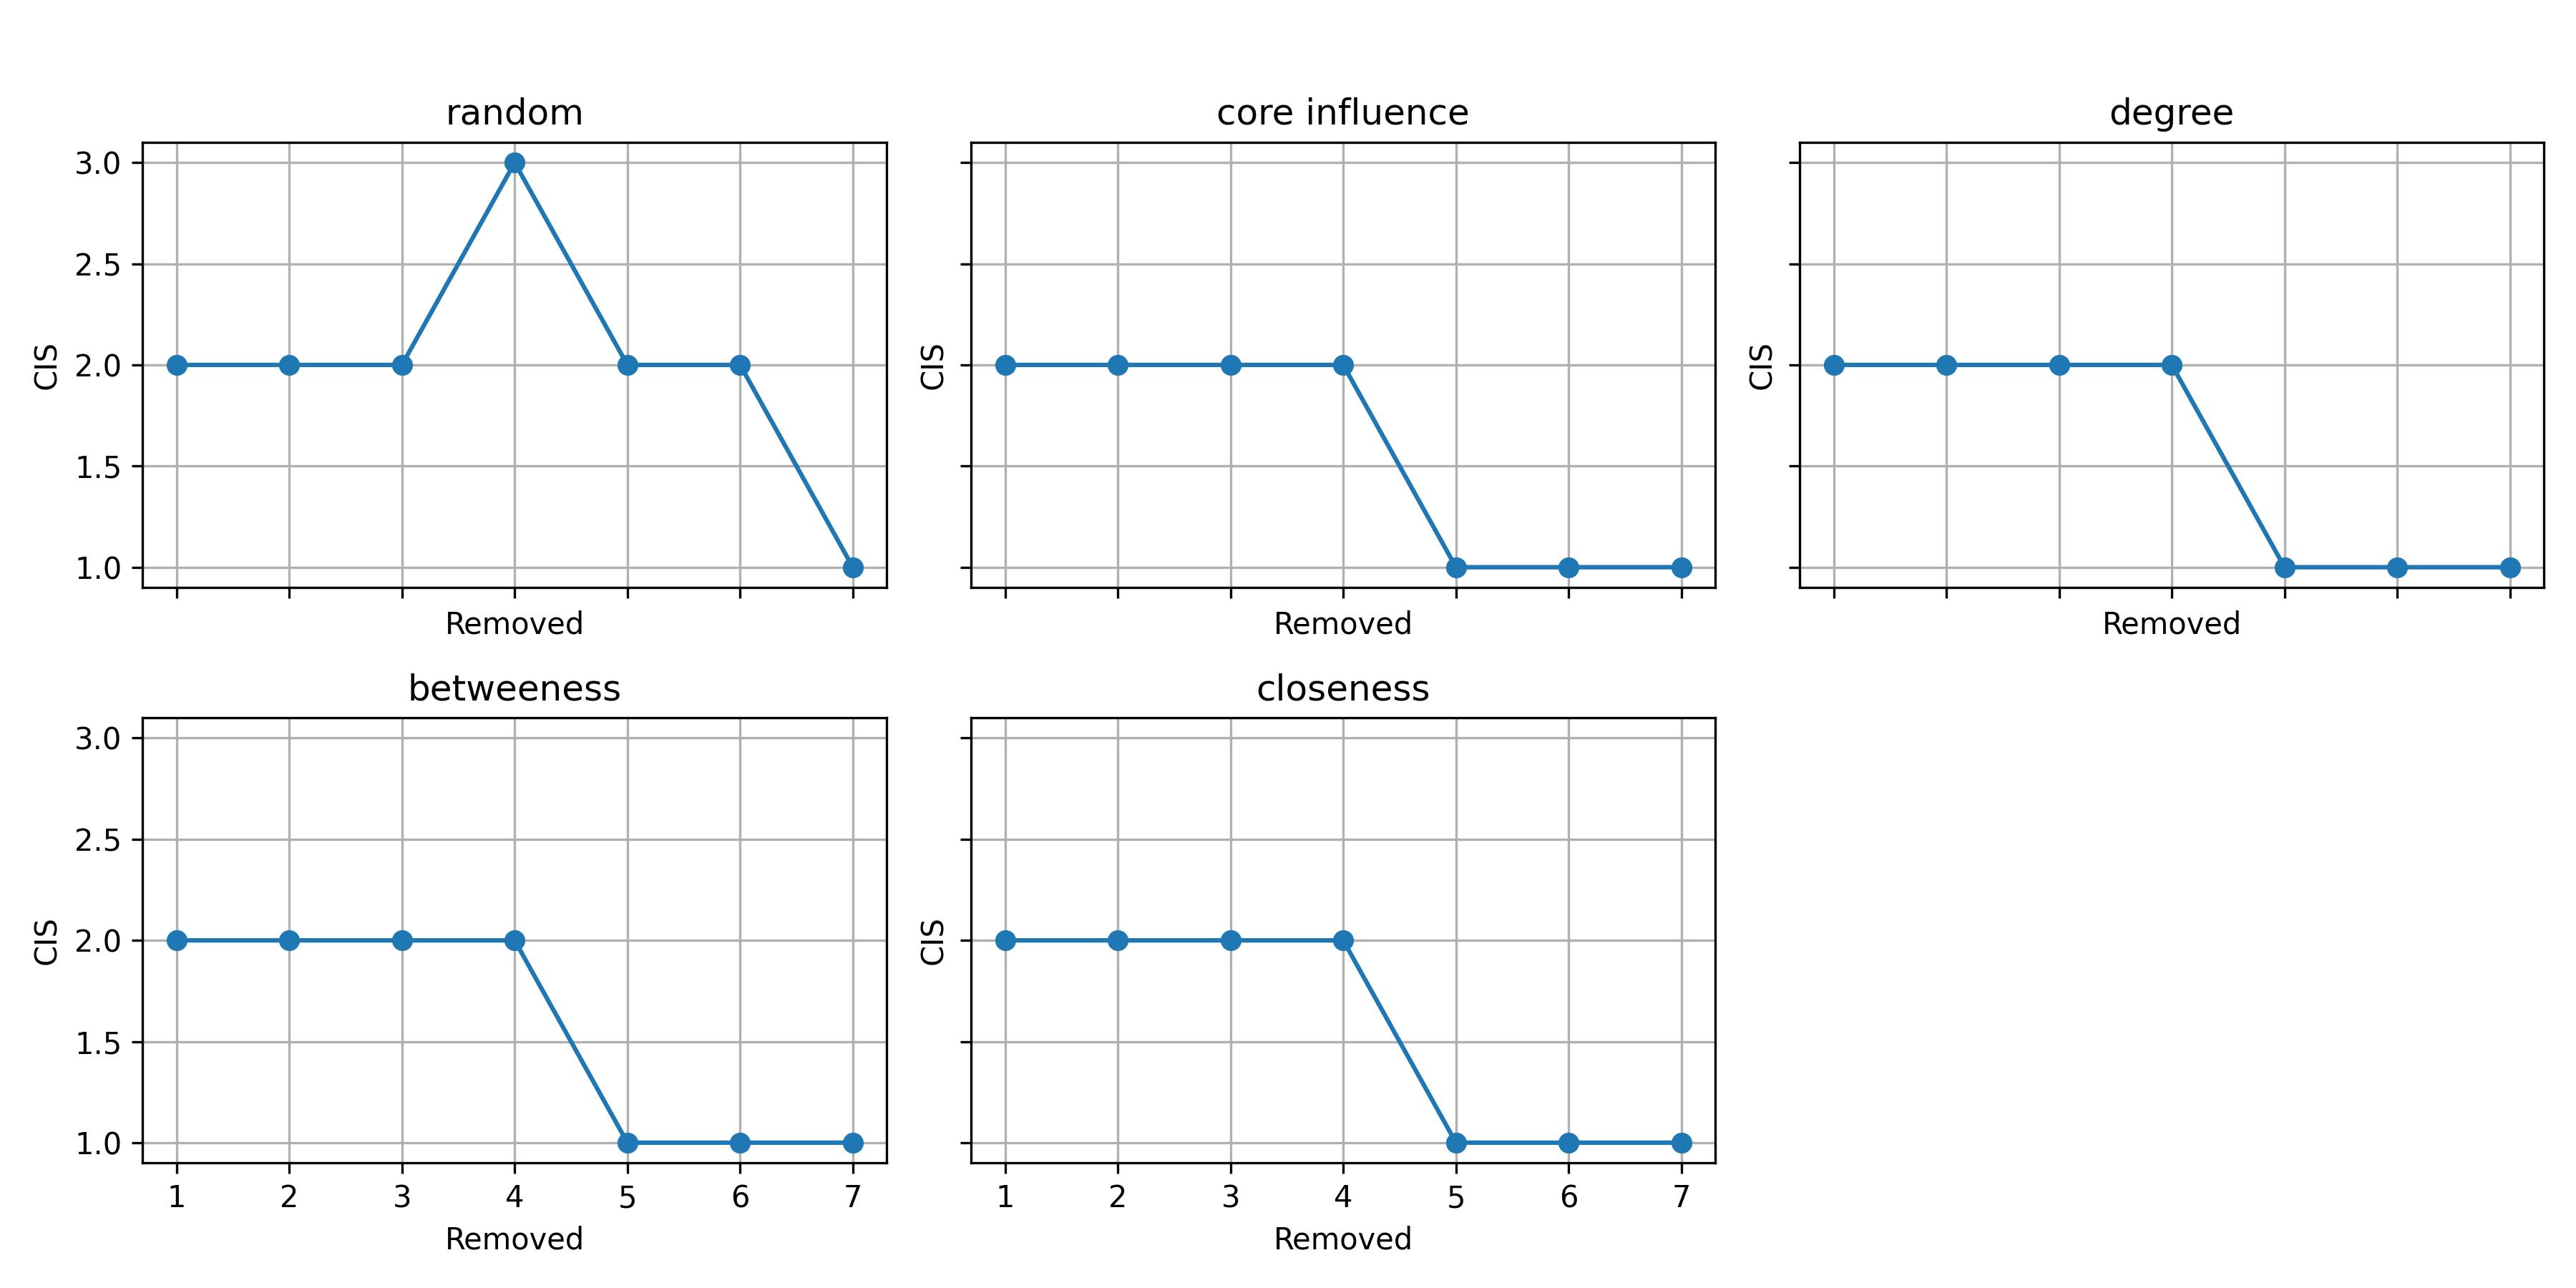 random
core influence
degree
3.0
2.5
2.0
1.5
1.0
CIS
CIS
CIS
Removed
Removed
Removed
betweeness
closeness
3.0
2.5
2.0
1.5
1.0
CIS
CIS
1 2 3 4 5 6 7
1 2 3 4 5 6 7
Removed
Removed